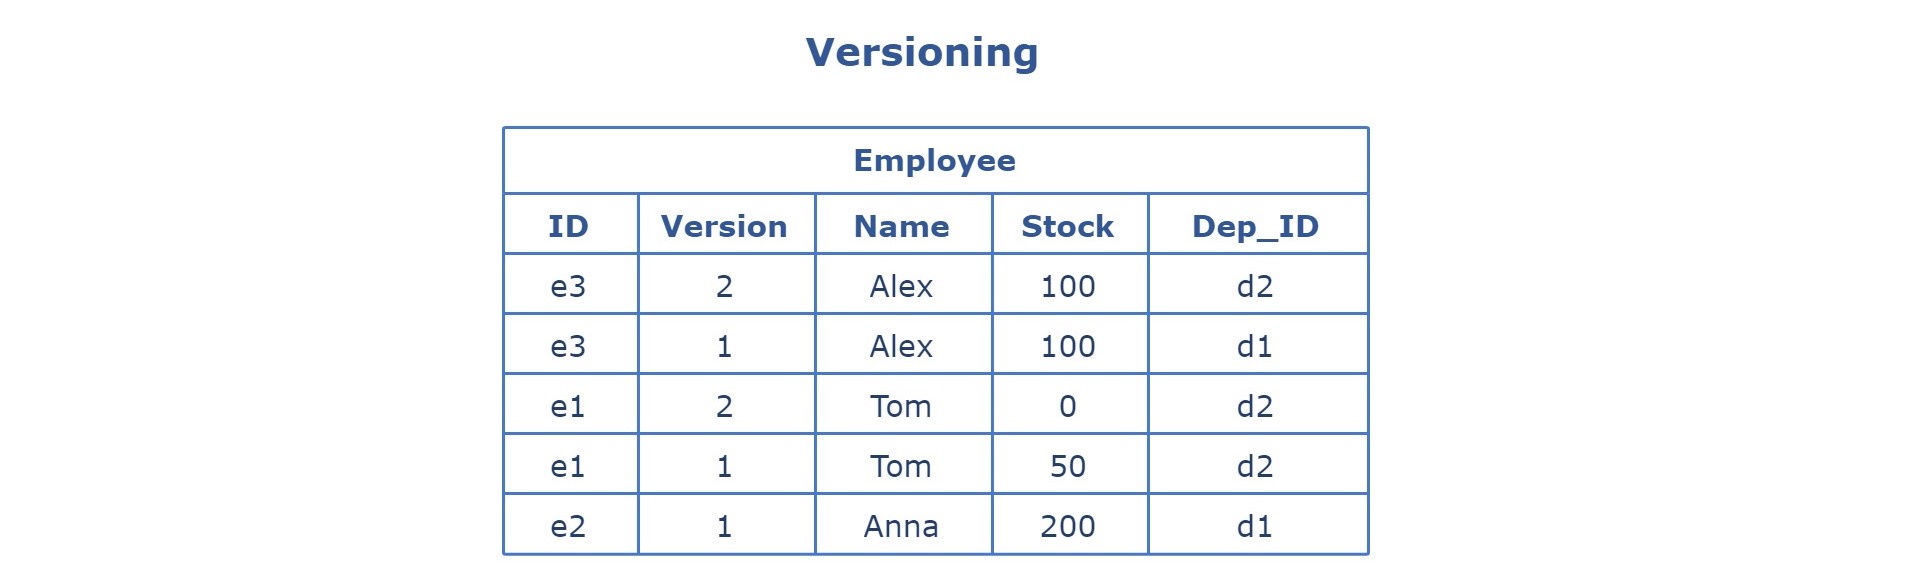 Versioning
Employee
ID Version Name Stock Dep_ID
e3 2 Alex 100 d2
e3 1 Alex 100 d1
e1 2 Tom 0 d2
e1 1 Tom 50 d2
e2 1 Anna 200 d1